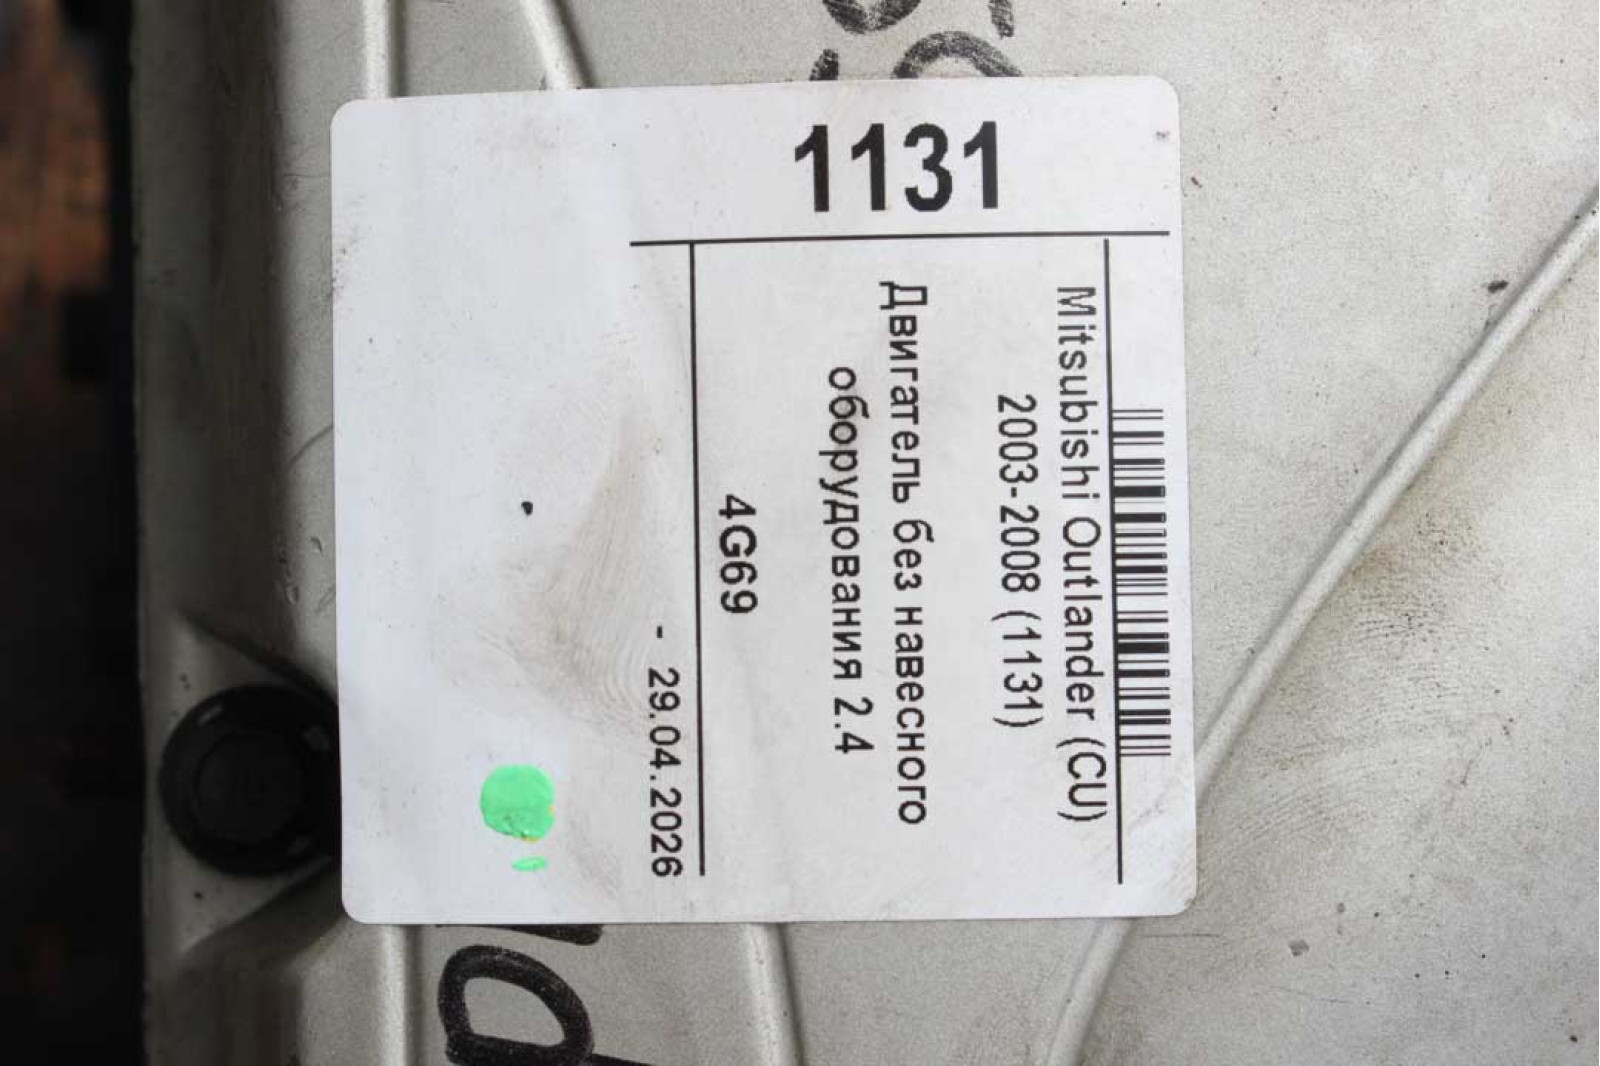 1131
Mitsubishi Outlander (CU)
2003-2008 (1131)
Двигатель без навесного
оборудования 2.4
4G69
- 29.04.2026